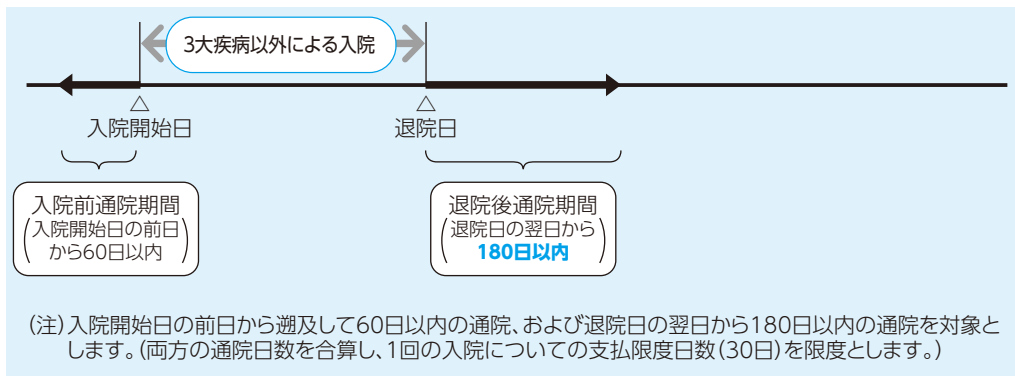 3大疾病以外による入院
△
入院開始日
△
退院日
入院前通院期間
(入院開始日の前日
から60日以内)
退院後通院期間
(退院日の翌日から
180日以内)
(注)入院開始日の前日から遡及して60日以内の通院、および退院日の翌日から180日以内の通院を対象と
します。(両方の通院日数を合算し、1回の入院についての支払限度日数(30日)を限度とします。)